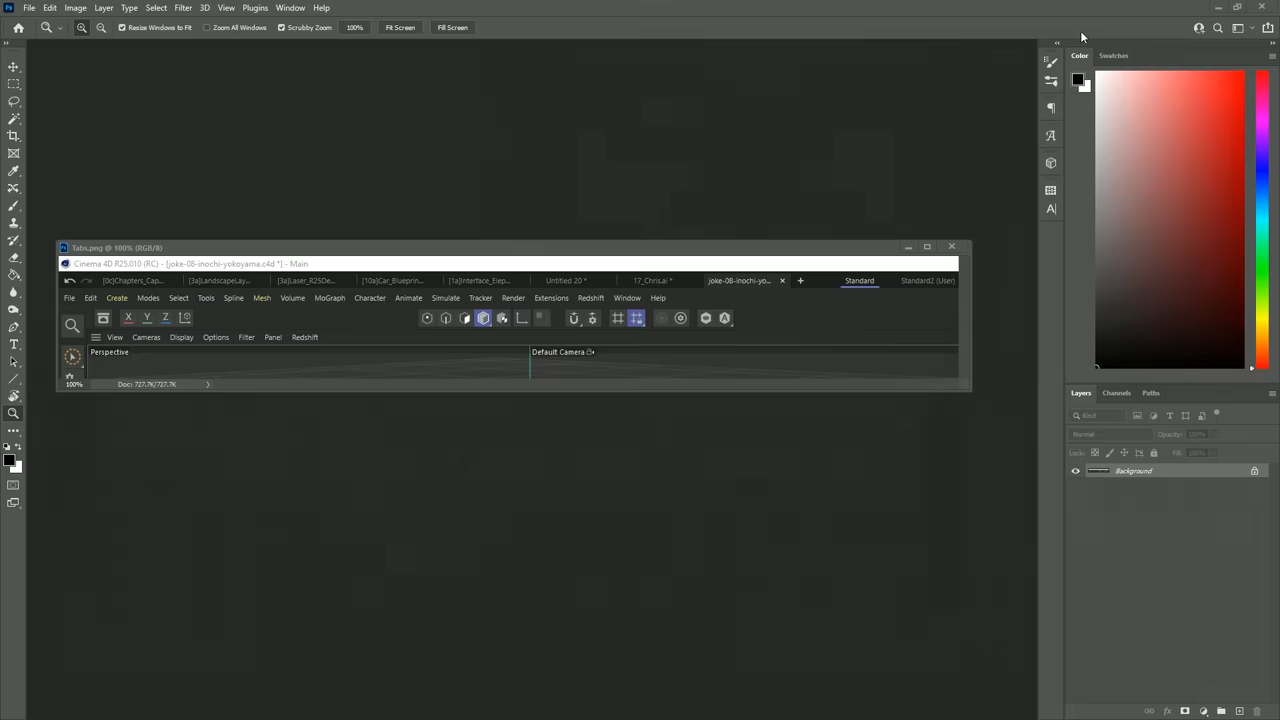 Ps File Edit Image Layer Type Select Filter 3D View Plugins Window Help
Resize Windows to Fit Zoom All Windows Scrubby Zoom 100% Fit Screen Fill Screen
Color Swatches
Tabs.png @ 100% (RGB/8)
Cinema 4D R25.010 (RC) - [joke-08-inochi-yokoyama.c4d *] - Main
[0c]Chapters_Cap... [3a]LandscapeLay... [3a]Laser_R25De... [10a]Car_Blueprin... [1a]Interface_Elep... Untitled 20 * 17_Chris.ai * joke-08-inochi-yo... Standard Standard2 (User)
File Edit Create Modes Select Tools Spline Mesh Volume MoGraph Character Animate Simulate Tracker Render Extensions Redshift Window Help
X Y Z
View Cameras Display Options Filter Panel Redshift
Perspective Default Camera
100% Doc: 727.7K/727.7K
Layers Channels Paths
Kind
Normal Opacity: 100%
Lock: Fill: 100%
Background